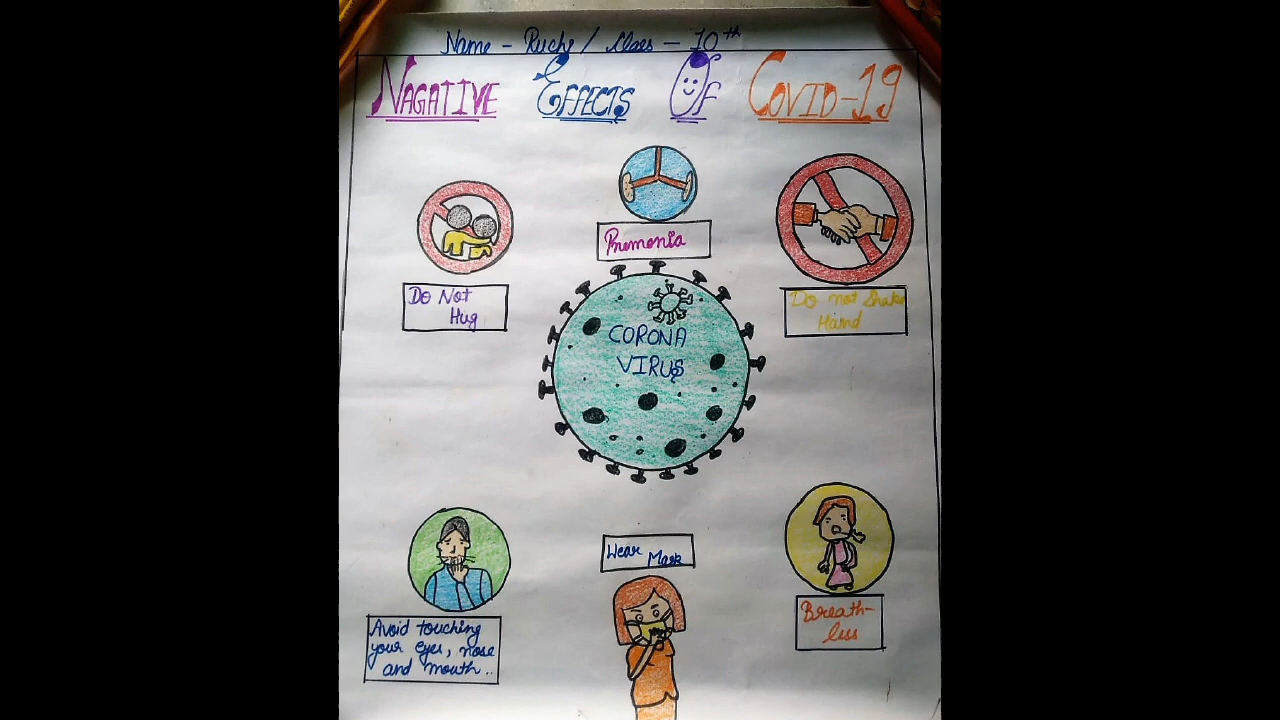 Name - Ruchi / Class - 10th
NAGATIVE EFFECTS OF COVID-19
Pnemonia
Do Not
Hug
Do not Shake
Hand
CORONA
VIRUS
Wear Mask
Avoid touching
your eyes, nose
and mouth..
Breath-
less